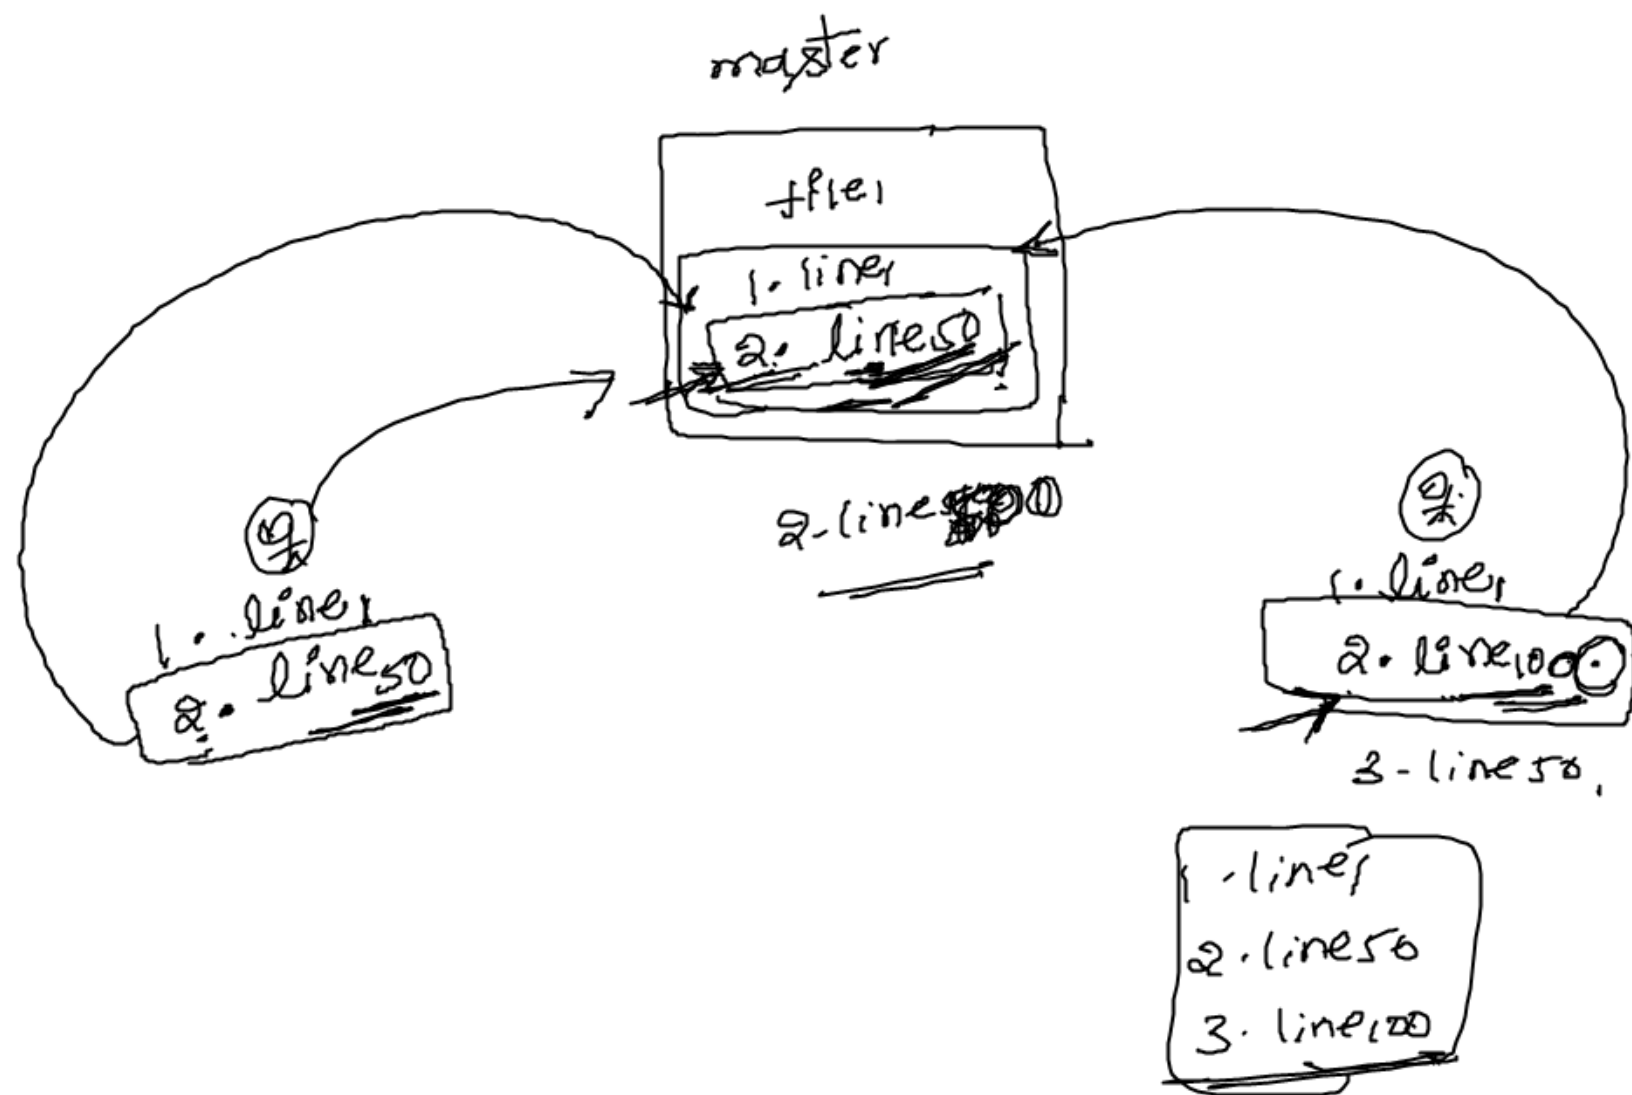 master
1. line1
2. line50
2-line
1. line1
2. line50
1. line1
2. line100
3-line50.
1.line1
2.line50
3. line100